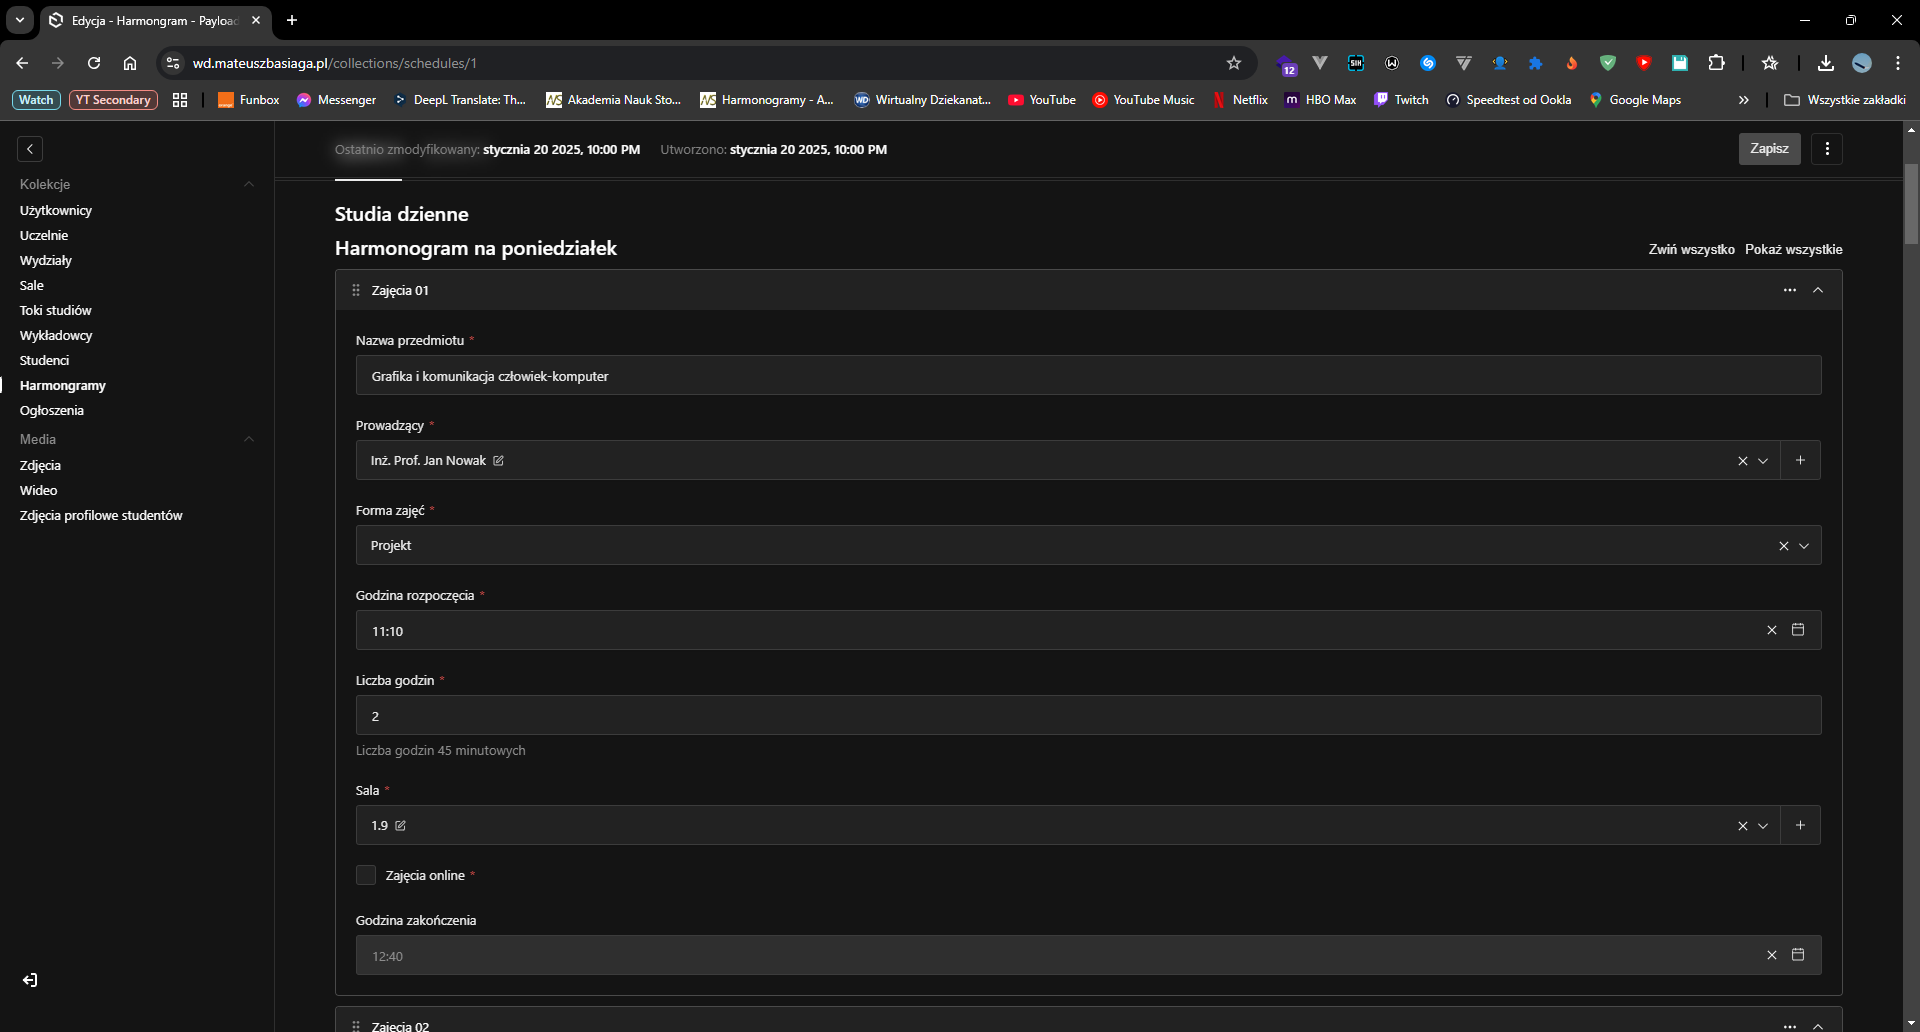 Edycja - Harmongram - Payload
wd.mateuszbasiaga.pl/collections/schedules/1
12
SIH
Watch
YT Secondary
Funbox
Messenger
DeepL Translate: Th...
Akademia Nauk Sto...
Harmonogramy - A...
WD Wirtualny Dziekanat...
YouTube
YouTube Music
Netflix
HBO Max
Twitch
Speedtest od Ookla
Google Maps
Wszystkie zakładki
Ostatnio zmodyfikowany: stycznia 20 2025, 10:00 PM Utworzono: stycznia 20 2025, 10:00 PM
Zapisz
Kolekcje
Użytkownicy
Uczelnie
Wydziały
Sale
Toki studiów
Wykładowcy
Studenci
Harmongramy
Ogłoszenia
Media
Zdjęcia
Wideo
Zdjęcia profilowe studentów
Studia dzienne
Harmonogram na poniedziałek
Zwiń wszystko Pokaż wszystkie
Zajęcia 01
Nazwa przedmiotu *
Grafika i komunikacja człowiek-komputer
Prowadzący *
Inż. Prof. Jan Nowak
Forma zajęć *
Projekt
Godzina rozpoczęcia *
11:10
Liczba godzin *
2
Liczba godzin 45 minutowych
Sala *
1.9
Zajęcia online *
Godzina zakończenia
12:40
Zajęcia 02